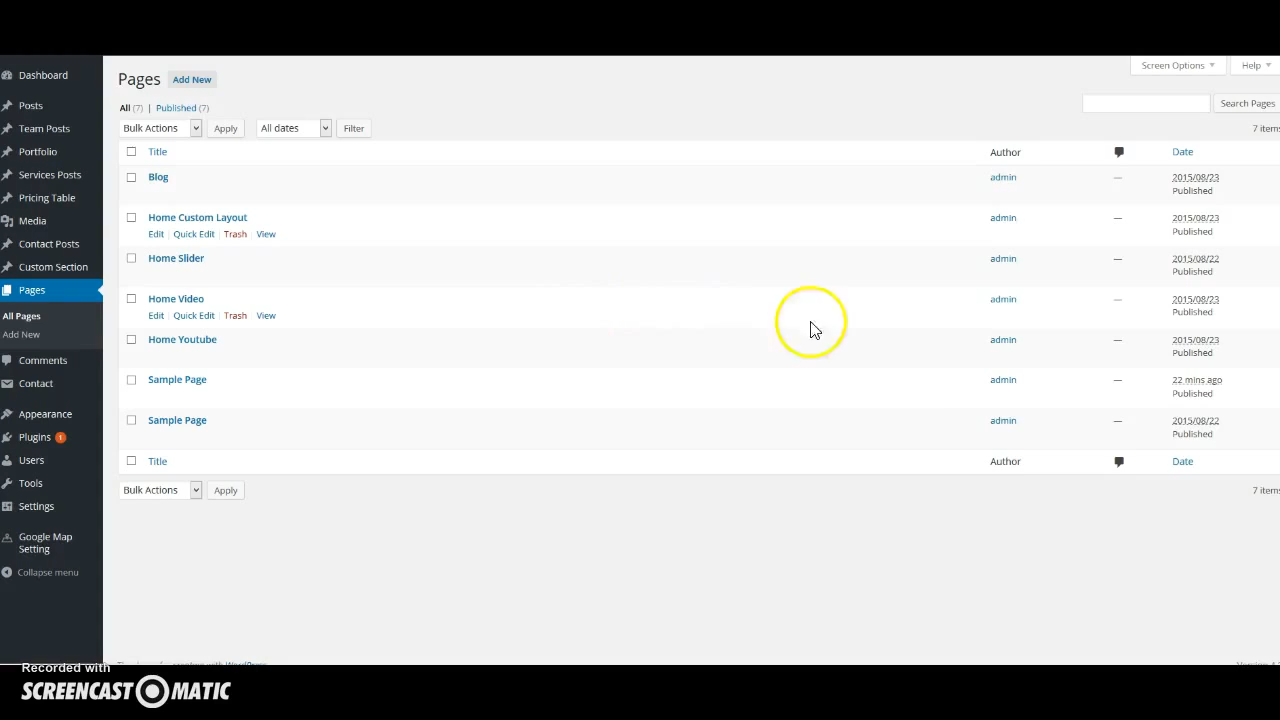 Screen Options Help
Dashboard
Posts
Team Posts
Portfolio
Services Posts
Pricing Table
Media
Contact Posts
Custom Section
Pages
All Pages
Add New
Comments
Contact
Appearance
Plugins 1
Users
Tools
Settings
Google Map
Setting
Collapse menu
Pages Add New
All (7) | Published (7)
Search Pages
Bulk Actions Apply All dates Filter
7 items
Title Author Date
Blog admin — 2015/08/23
Published
Home Custom Layout admin — 2015/08/23
Edit | Quick Edit | Trash | View Published
Home Slider admin — 2015/08/22
Published
Home Video admin — 2015/08/23
Edit | Quick Edit | Trash | View Published
Home Youtube admin — 2015/08/23
Published
Sample Page admin — 22 mins ago
Published
Sample Page admin — 2015/08/22
Published
Title Author Date
Bulk Actions Apply
7 items
Recorded with
SCREENCAST MATIC